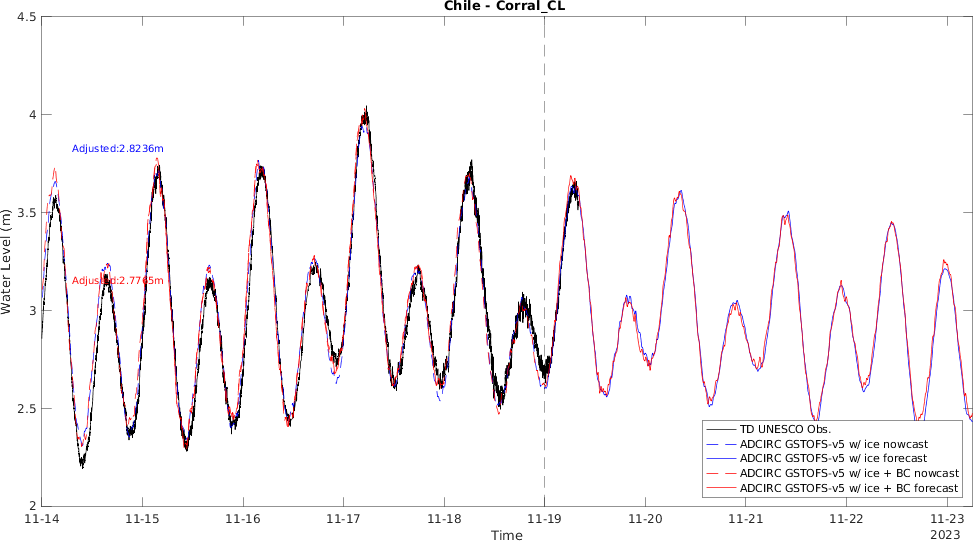 Chile - Corral_CL
4.5
4
3.5
3
2.5
2
Water Level (m)
Adjusted:2.8236m
Adjusted:2.7765m
TD UNESCO Obs.
ADCIRC GSTOFS-v5 w/ ice nowcast
ADCIRC GSTOFS-v5 w/ ice forecast
ADCIRC GSTOFS-v5 w/ ice + BC nowcast
ADCIRC GSTOFS-v5 w/ ice + BC forecast
11-14 11-15 11-16 11-17 11-18 11-19 11-20 11-21 11-22 11-23
Time
2023